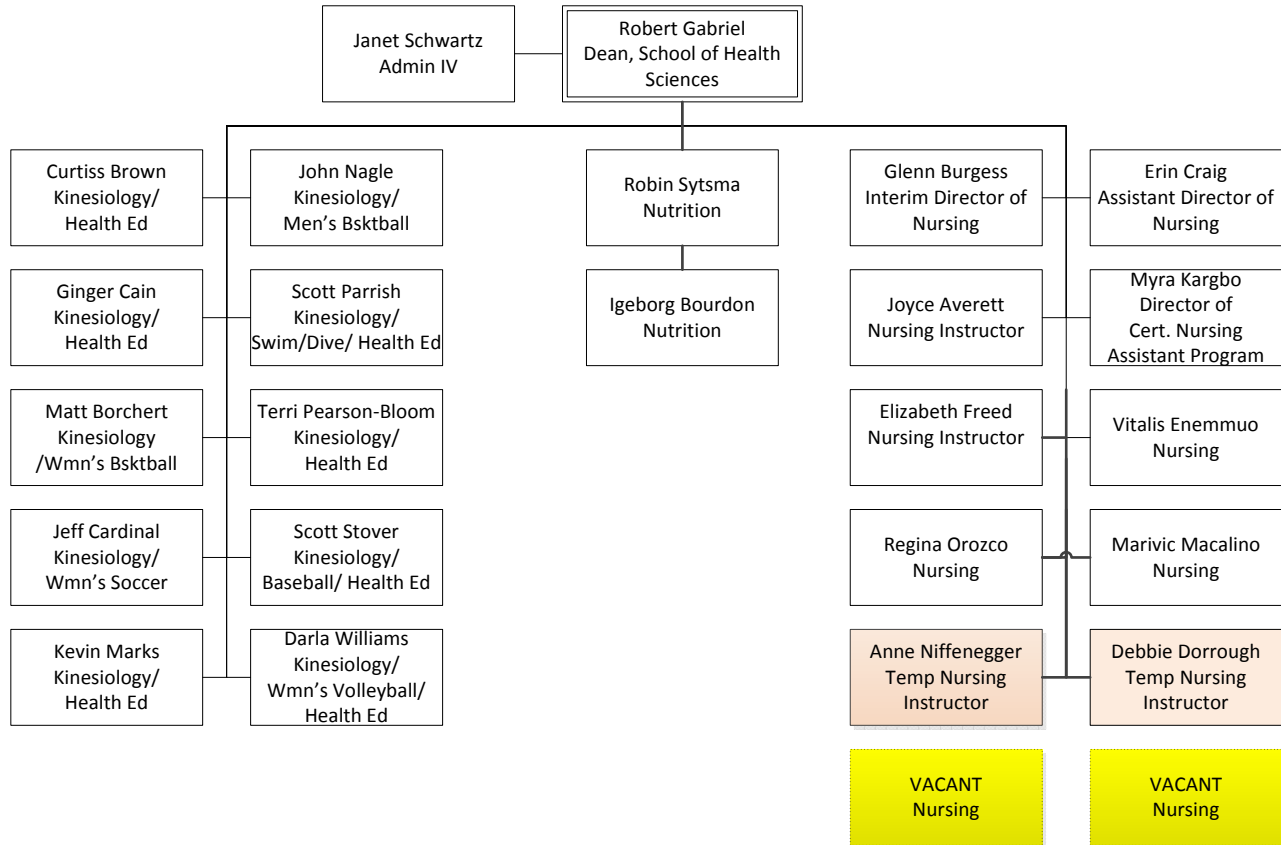 Janet Schwartz
Admin IV
Robert Gabriel
Dean, School of Health
Sciences
Curtiss Brown
Kinesiology/
Health Ed
John Nagle
Kinesiology/
Men's Bsktball
Robin Sytsma
Nutrition
Glenn Burgess
Interim Director of
Nursing
Erin Craig
Assistant Director of
Nursing
Ginger Cain
Kinesiology/
Health Ed
Scott Parrish
Kinesiology/
Swim/Dive/ Health Ed
Igeborg Bourdon
Nutrition
Joyce Averett
Nursing Instructor
Myra Kargbo
Director of
Cert. Nursing
Assistant Program
Matt Borchert
Kinesiology
/Wmn's Bsktball
Terri Pearson-Bloom
Kinesiology/
Health Ed
Elizabeth Freed
Nursing Instructor
Vitalis Enemmuo
Nursing
Jeff Cardinal
Kinesiology/
Wmn's Soccer
Scott Stover
Kinesiology/
Baseball/ Health Ed
Regina Orozco
Nursing
Marivic Macalino
Nursing
Kevin Marks
Kinesiology/
Health Ed
Darla Williams
Kinesiology/
Wmn's Volleyball/
Health Ed
Anne Niffenegger
Temp Nursing
Instructor
Debbie Dorrough
Temp Nursing
Instructor
VACANT
Nursing
VACANT
Nursing